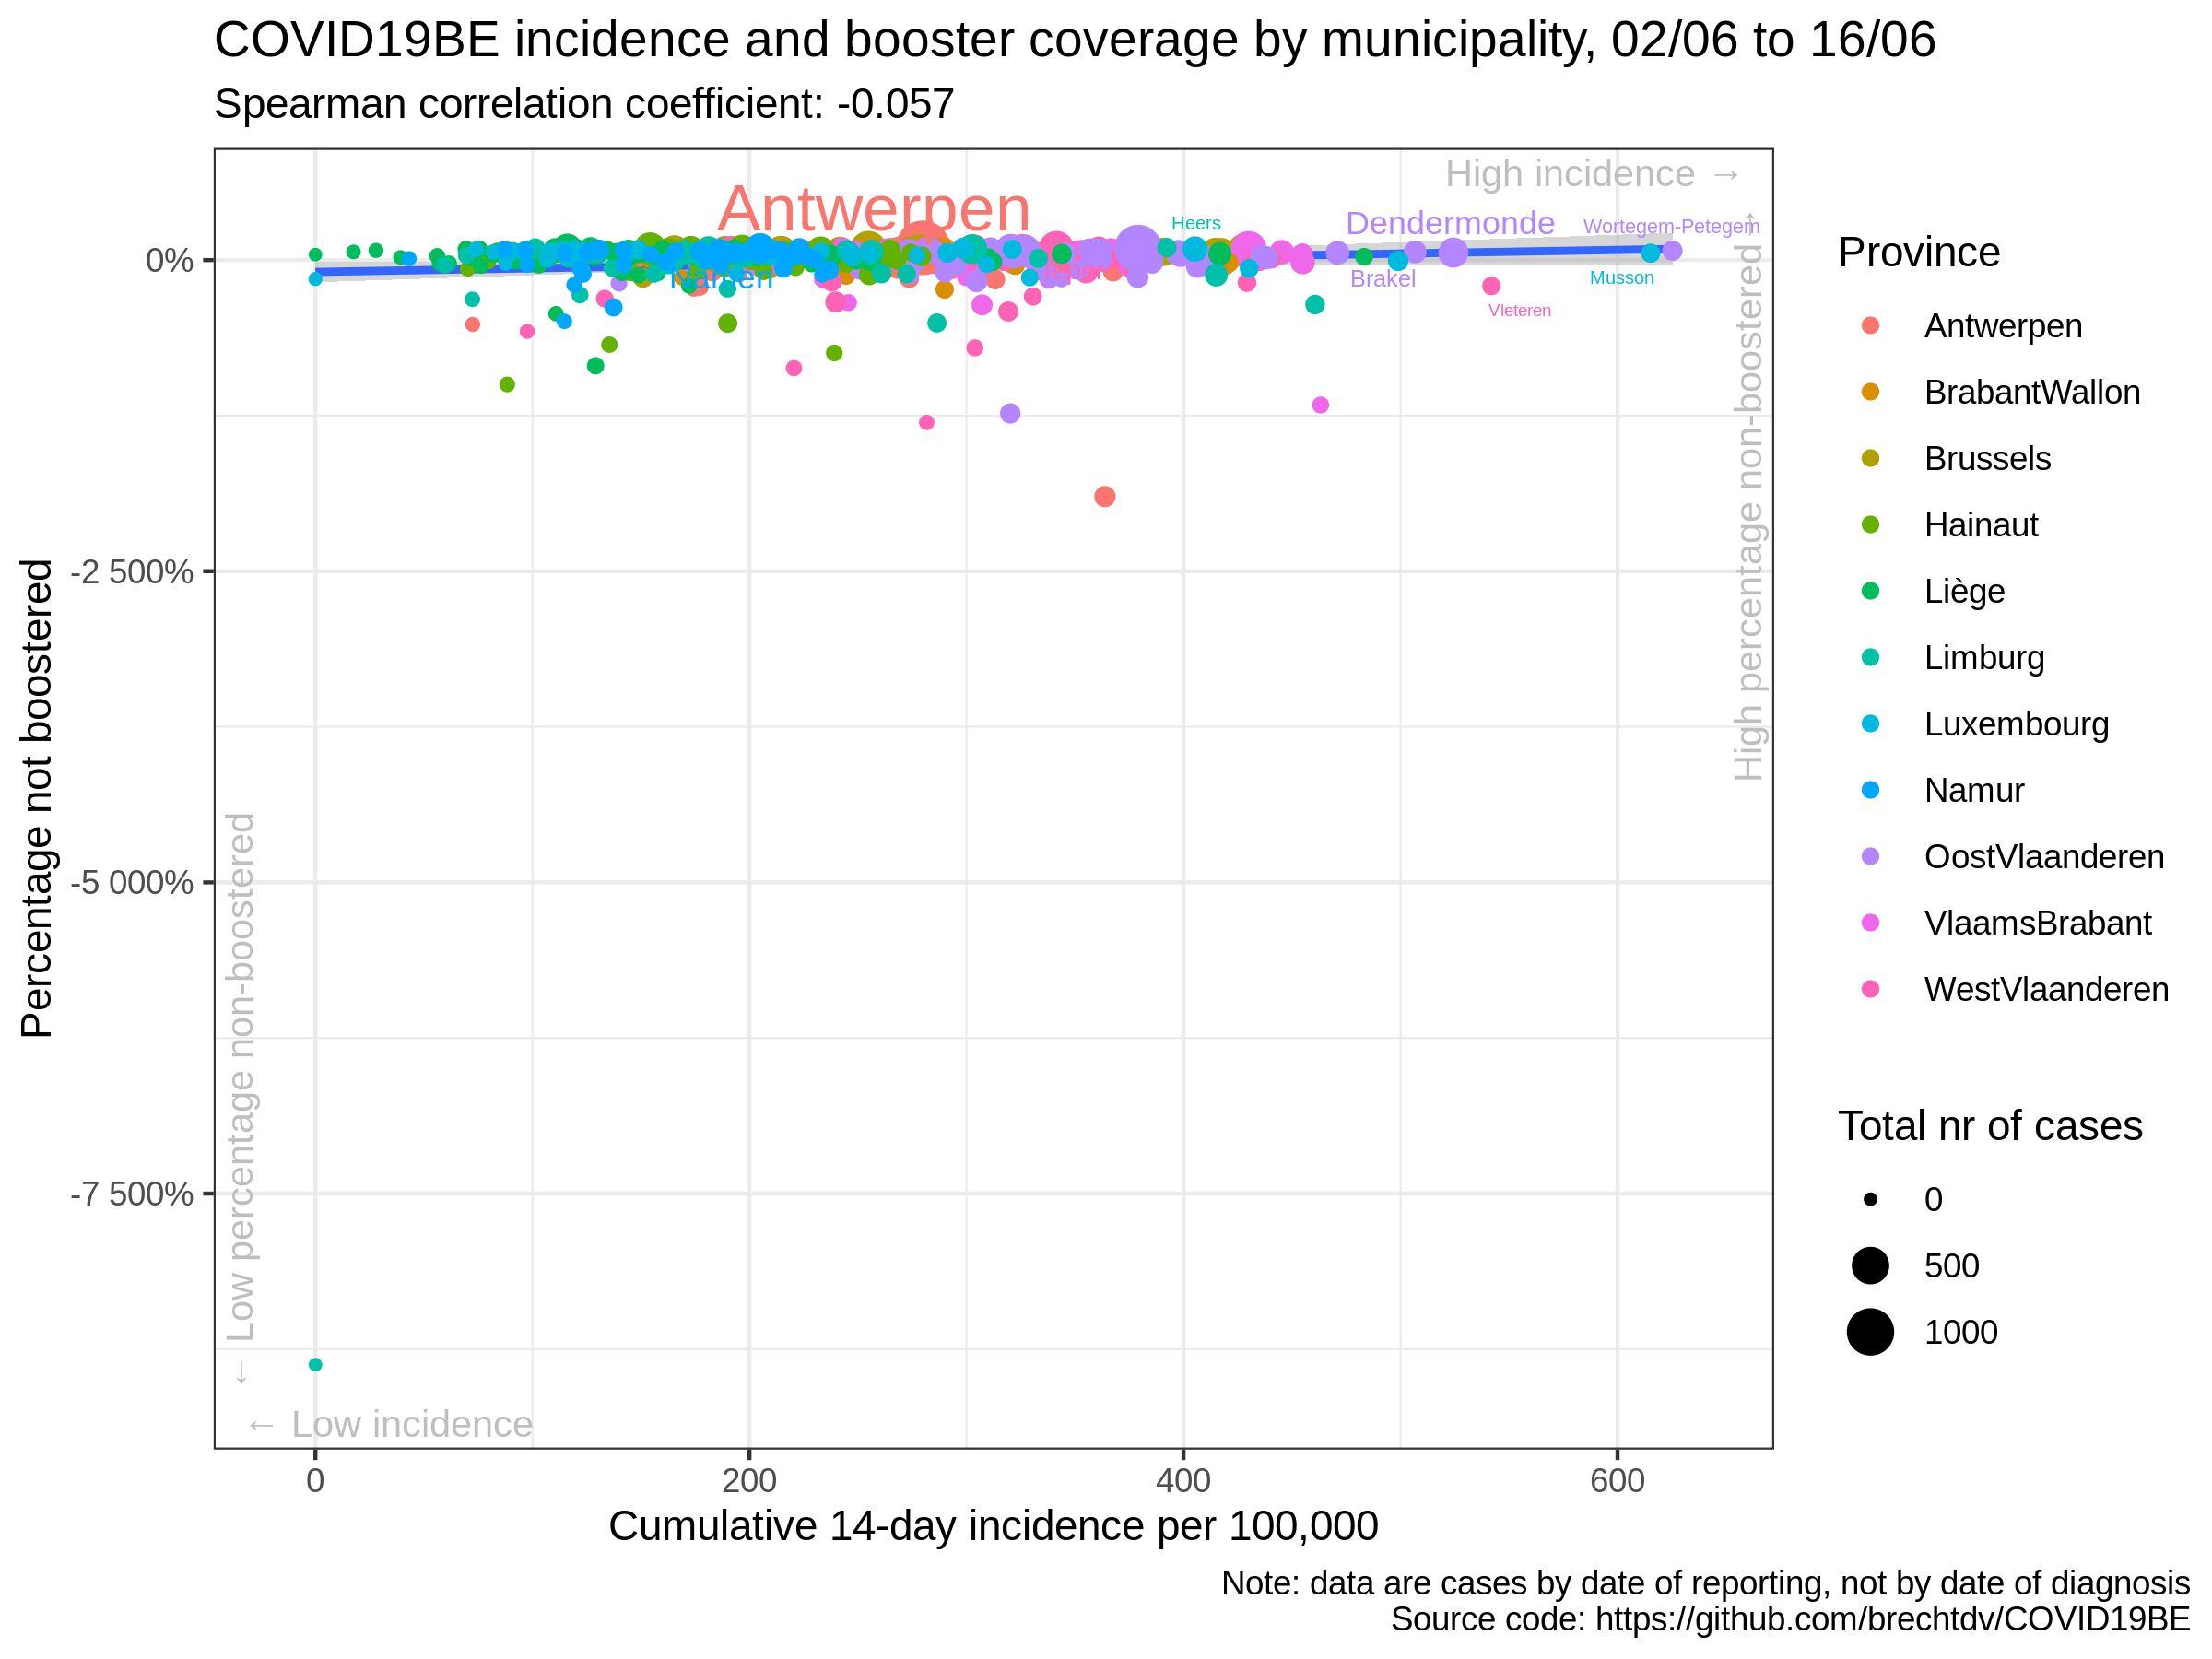 COVID19BE incidence and booster coverage by municipality, 02/06 to 16/06
Spearman correlation coefficient: -0.057
High incidence →
Antwerpen
Heers
Dendermonde
Wortegem-Petegem
Namen
Brakel
Musson
Vleteren
High percentage non-boostered →
← Low percentage non-boostered
← Low incidence
0%
-2 500%
-5 000%
-7 500%
Percentage not boostered
0
200
400
600
Cumulative 14-day incidence per 100,000
Province
Antwerpen
BrabantWallon
Brussels
Hainaut
Liège
Limburg
Luxembourg
Namur
OostVlaanderen
VlaamsBrabant
WestVlaanderen
Total nr of cases
0
500
1000
Note: data are cases by date of reporting, not by date of diagnosis
Source code: https://github.com/brechtdv/COVID19BE